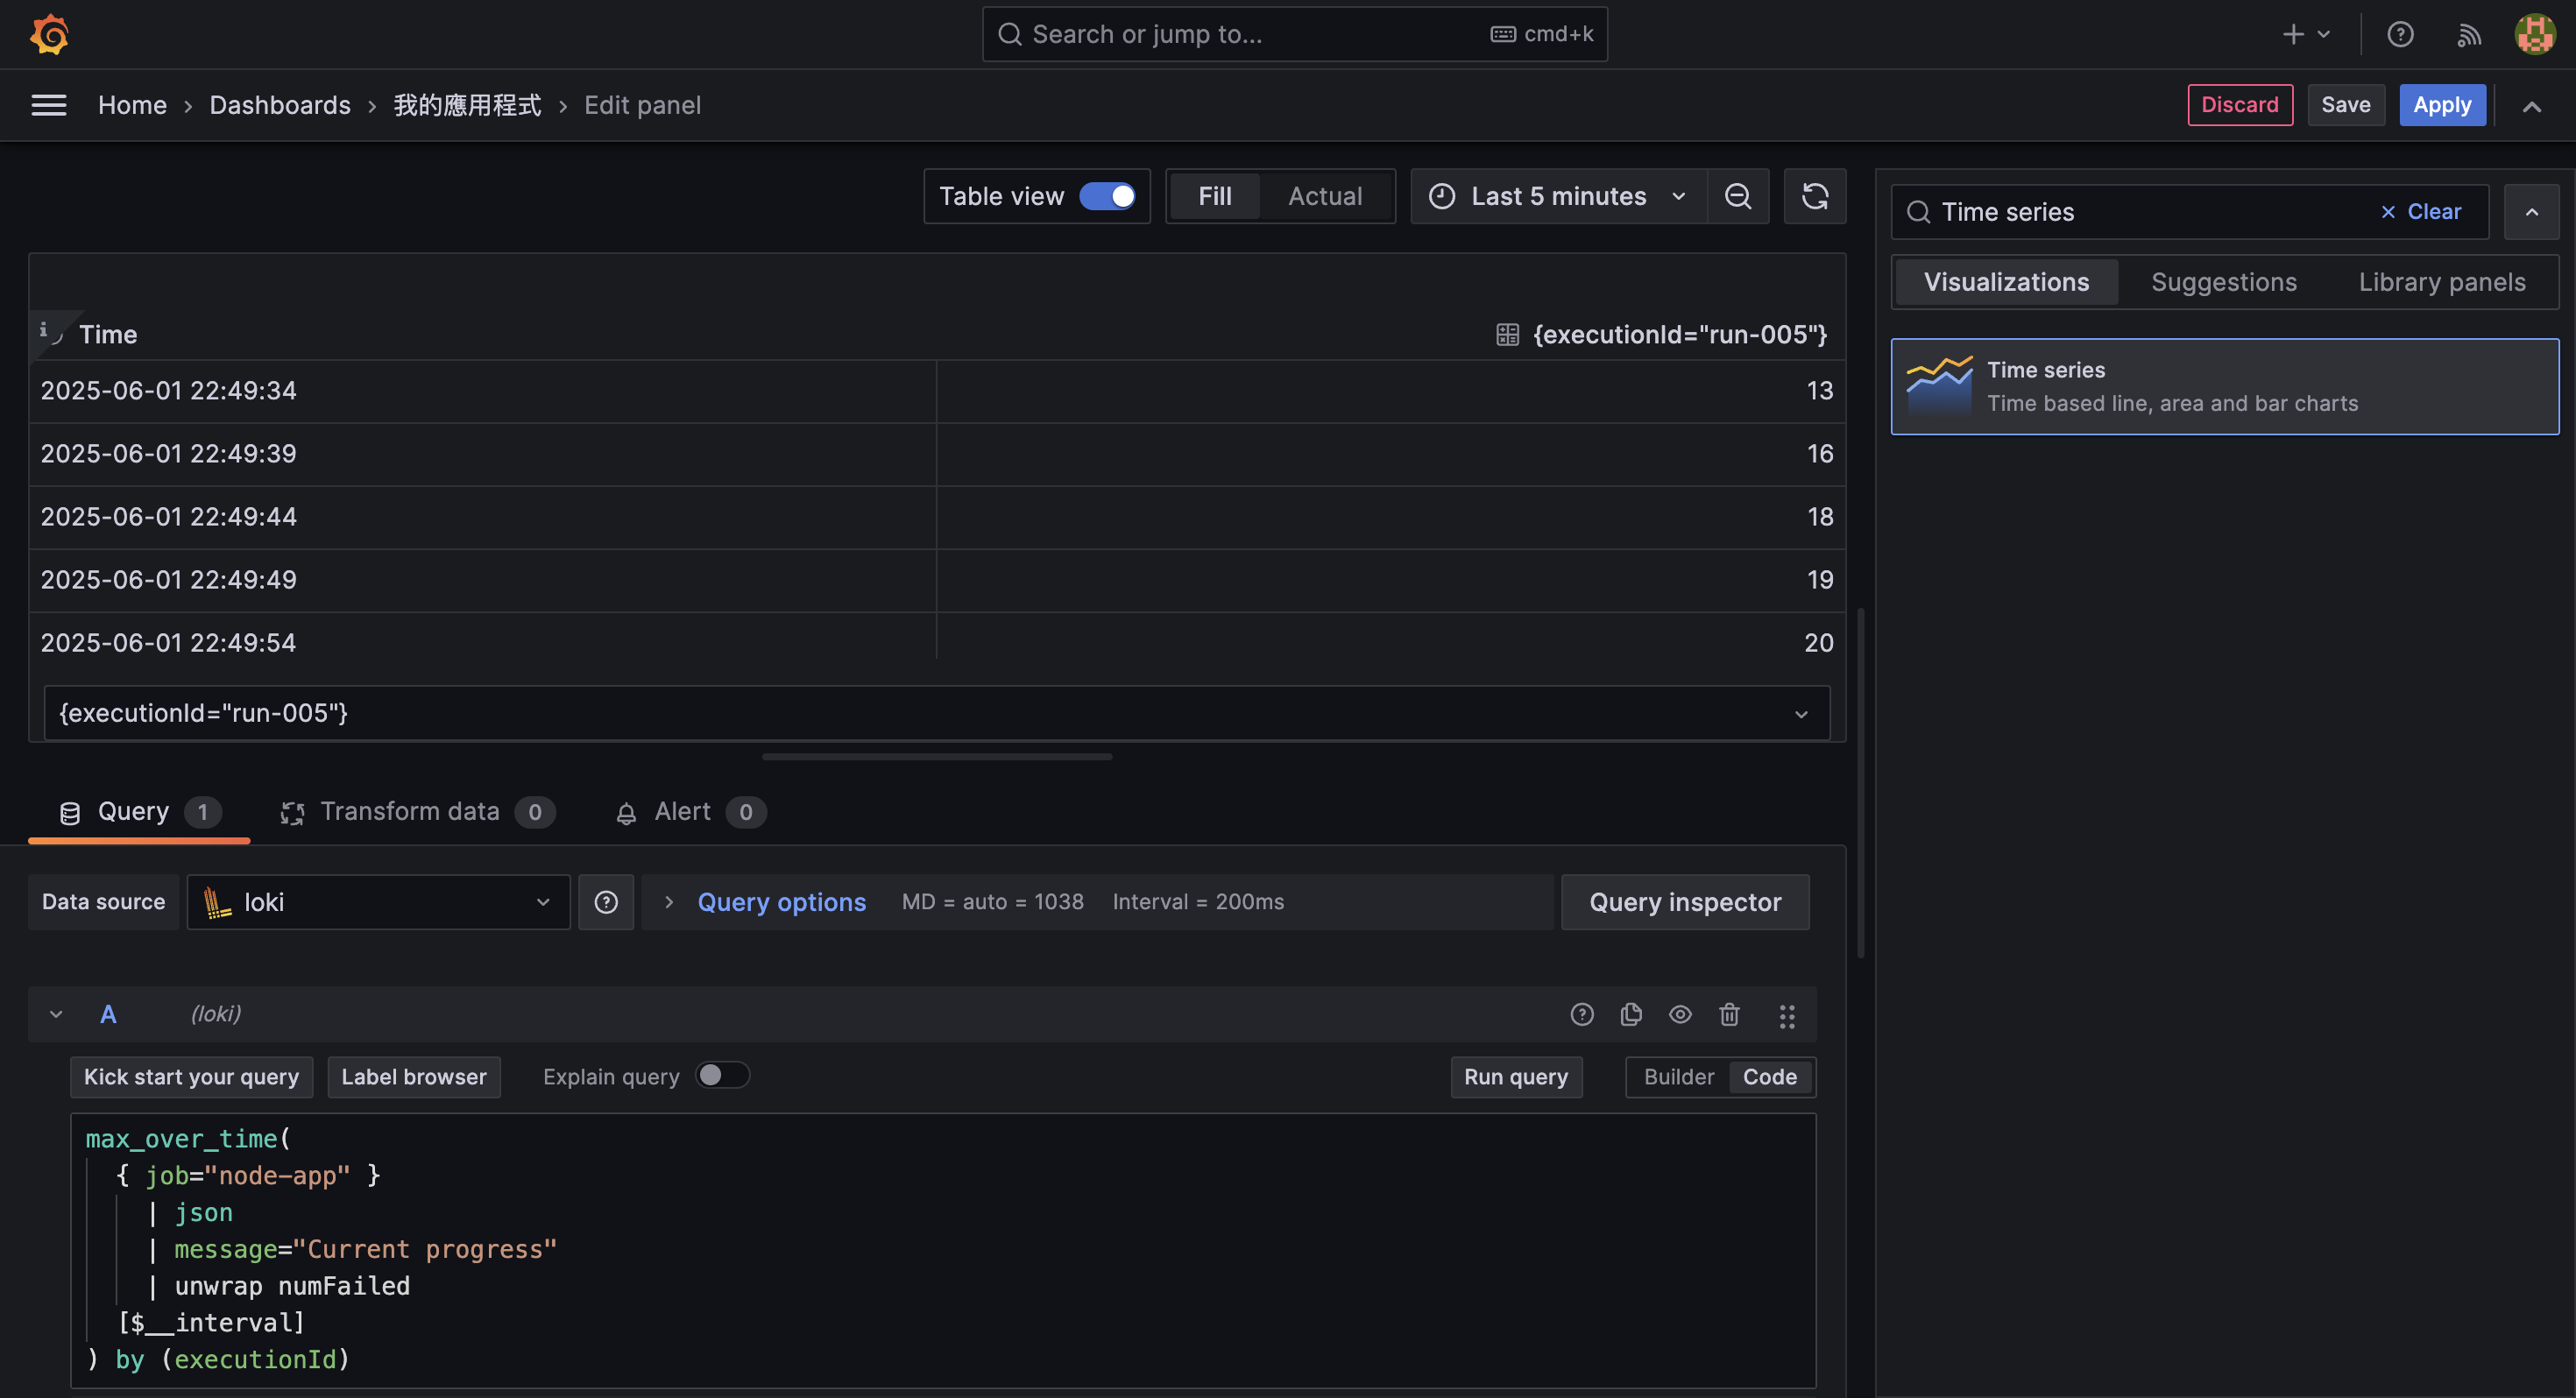 Search or jump to... cmd+k
Home › Dashboards › 我的應用程式 › Edit panel
Discard Save Apply
Table view Fill Actual Last 5 minutes
Time series Clear
Visualizations Suggestions Library panels
Time series
Time based line, area and bar charts
Time {executionId="run-005"}
2025-06-01 22:49:34 13
2025-06-01 22:49:39 16
2025-06-01 22:49:44 18
2025-06-01 22:49:49 19
2025-06-01 22:49:54 20
{executionId="run-005"}
Query 1 Transform data 0 Alert 0
Data source loki Query options MD = auto = 1038 Interval = 200ms Query inspector
A (loki)
Kick start your query Label browser Explain query Run query Builder Code
max_over_time(
{ job="node-app" }
| json
| message="Current progress"
| unwrap numFailed
[$__interval]
) by (executionId)